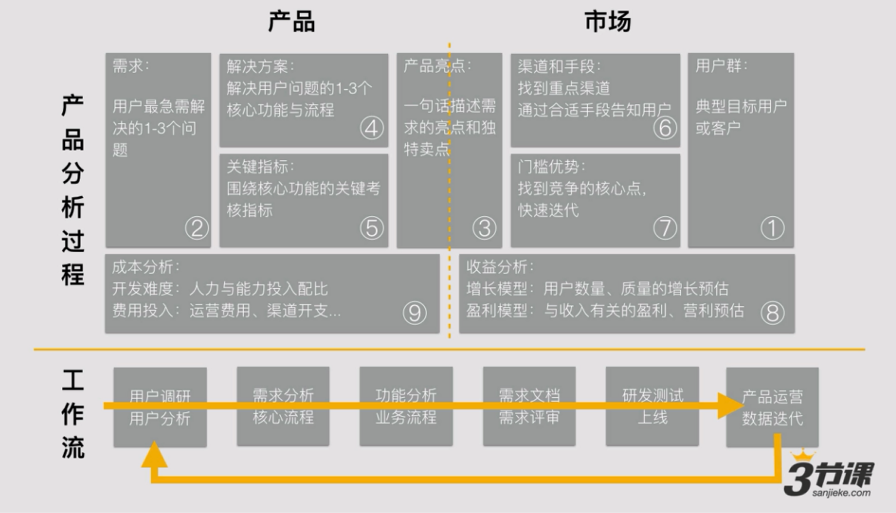 产品
市场
产品分析过程
需求：
用户最急需解
决的1-3个问
题
②
解决方案：
解决用户问题的1-3个
核心功能与流程
④
关键指标：
围绕核心功能的关键考
核指标
⑤
产品亮点：
一句话描述需
求的亮点和独
特卖点
③
渠道和手段：
找到重点渠道
通过合适手段告知用户
⑥
门槛优势：
找到竞争的核心点，
快速迭代
⑦
用户群：
典型目标用户
或客户
①
成本分析：
开发难度：人力与能力投入配比
费用投入：运营费用、渠道开支...
⑨
收益分析：
增长模型：用户数量、质量的增长预估
盈利模型：与收入有关的盈利、营利预估
⑧
工作流
用户调研
用户分析
需求分析
核心流程
功能分析
业务流程
需求文档
需求评审
研发测试
上线
产品运营
数据迭代
3节课
sanjieke.com